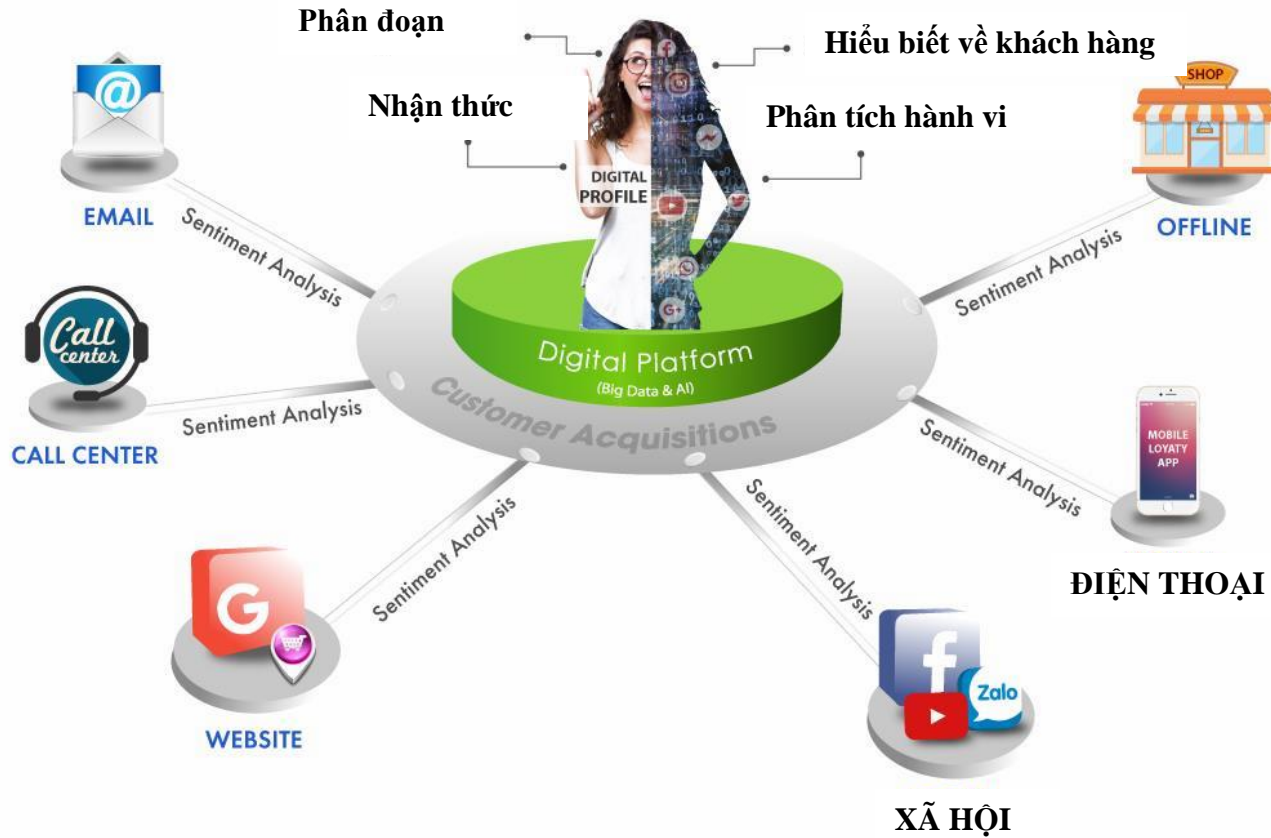 Phân đoạn
Hiểu biết về khách hàng
Nhận thức
Phân tích hành vi
DIGITAL
PROFILE
@
EMAIL
SHOP
OFFLINE
Sentiment Analysis
Sentiment Analysis
Call
center
CALL CENTER
Sentiment Analysis
Digital Platform
(Big Data & AI)
Customer Acquisitions
G+
MOBILE
LOYATY
APP
Sentiment Analysis
ĐIỆN THOẠI
G
Sentiment Analysis
WEBSITE
Sentiment Analysis
f
Zalo
XÃ HỘI